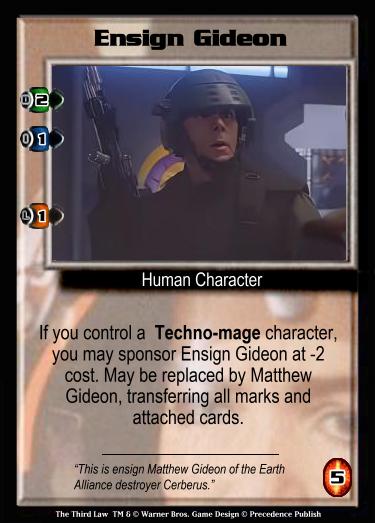 Ensign Gideon
D 2
I 1
L 1
Human Character
If you control a Techno-mage character,
you may sponsor Ensign Gideon at -2
cost. May be replaced by Matthew
Gideon, transferring all marks and
attached cards.
"This is ensign Matthew Gideon of the Earth
Alliance destroyer Cerberus."
5
The Third Law TM & © Warner Bros. Game Design © Precedence Publish